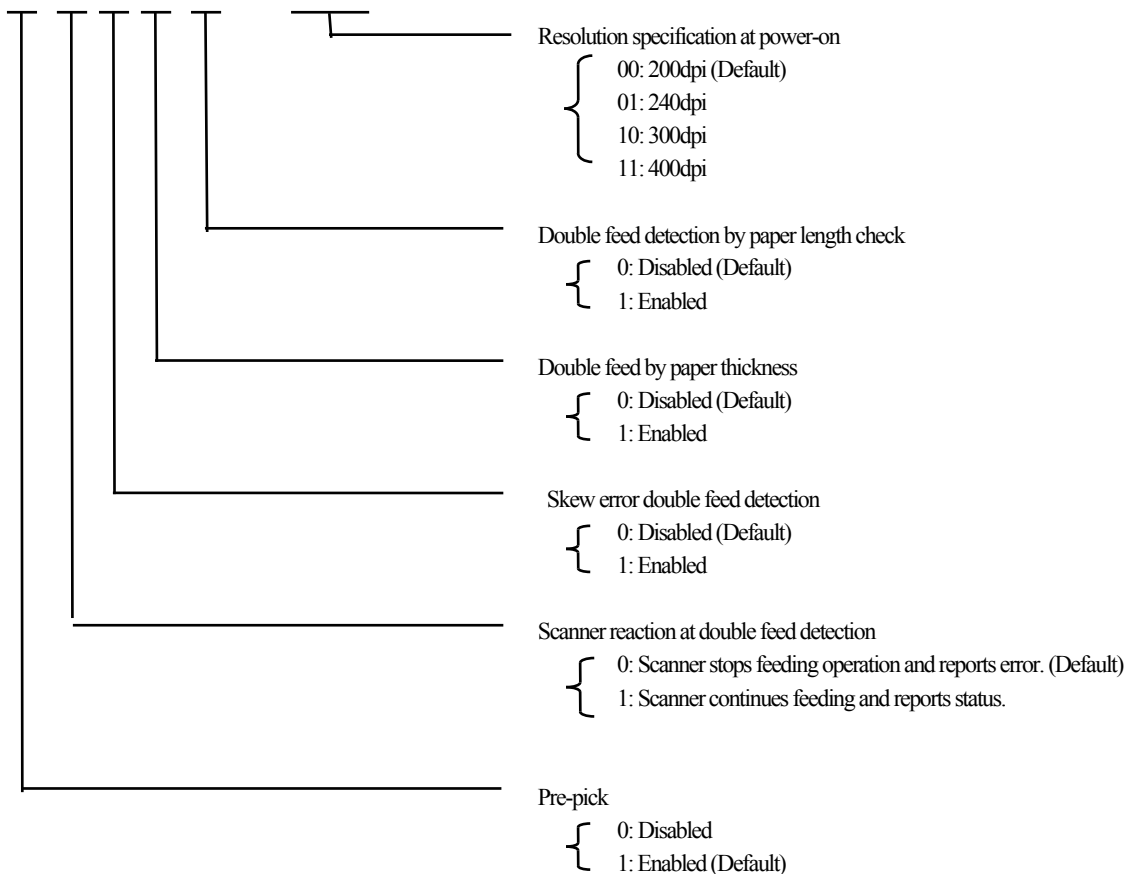 Resolution specification at power-on
00: 200dpi (Default)
01: 240dpi
10: 300dpi
11: 400dpi
Double feed detection by paper length check
0: Disabled (Default)
1: Enabled
Double feed by paper thickness
0: Disabled (Default)
1: Enabled
Skew error double feed detection
0: Disabled (Default)
1: Enabled
Scanner reaction at double feed detection
0: Scanner stops feeding operation and reports error. (Default)
1: Scanner continues feeding and reports status.
Pre-pick
0: Disabled
1: Enabled (Default)